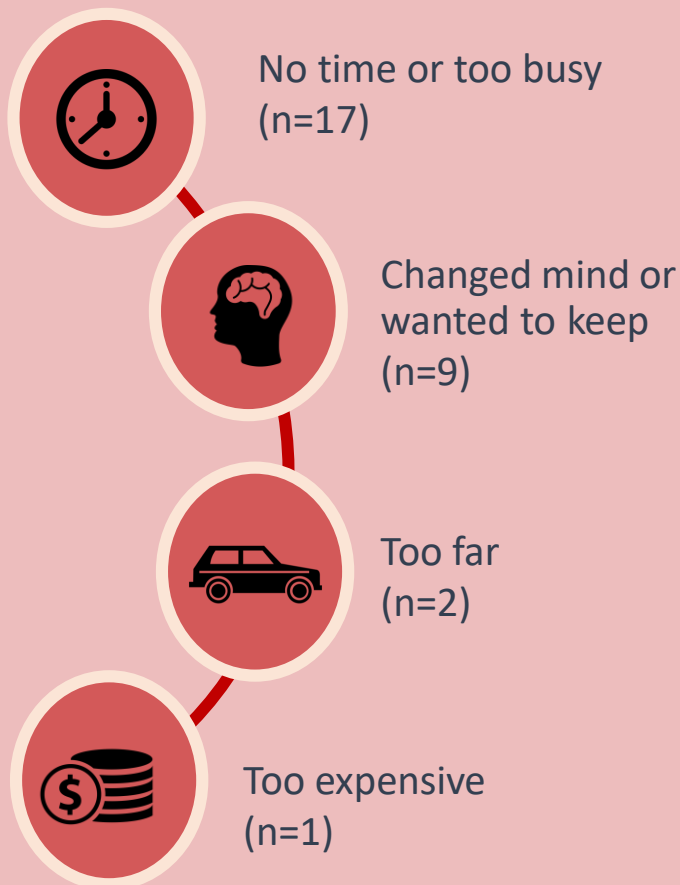 No time or too busy
(n=17)
Changed mind or
wanted to keep
(n=9)
Too far
(n=2)
$
Too expensive
(n=1)